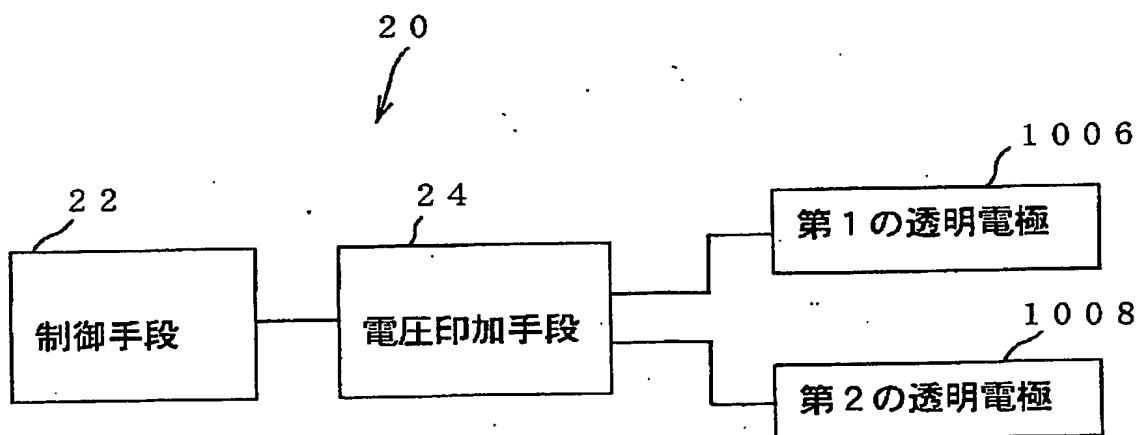 ２０
１００６
２２
２４
第１の透明電極
制御手段
電圧印加手段
１００８
第２の透明電極